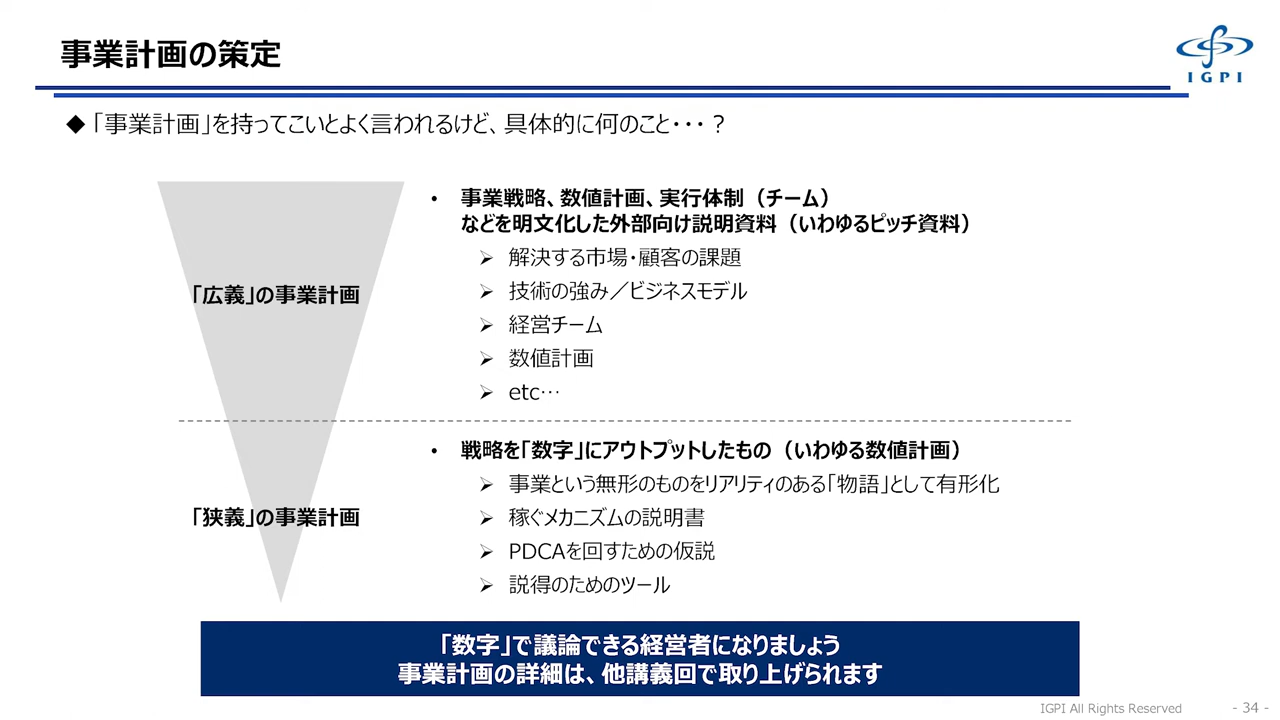 事業計画の策定
IGPI
◆「事業計画」を持ってこいとよく言われるけど、具体的に何のこと・・・？
「広義」の事業計画
• 事業戦略、数値計画、実行体制（チーム）
などを明文化した外部向け説明資料（いわゆるピッチ資料）
➢ 解決する市場・顧客の課題
➢ 技術の強み／ビジネスモデル
➢ 経営チーム
➢ 数値計画
➢ etc…
「狭義」の事業計画
• 戦略を「数字」にアウトプットしたもの（いわゆる数値計画）
➢ 事業という無形のものをリアリティのある「物語」として有形化
➢ 稼ぐメカニズムの説明書
➢ PDCAを回すための仮説
➢ 説得のためのツール
「数字」で議論できる経営者になりましょう
事業計画の詳細は、他講義回で取り上げられます
IGPI All Rights Reserved
- 34 -